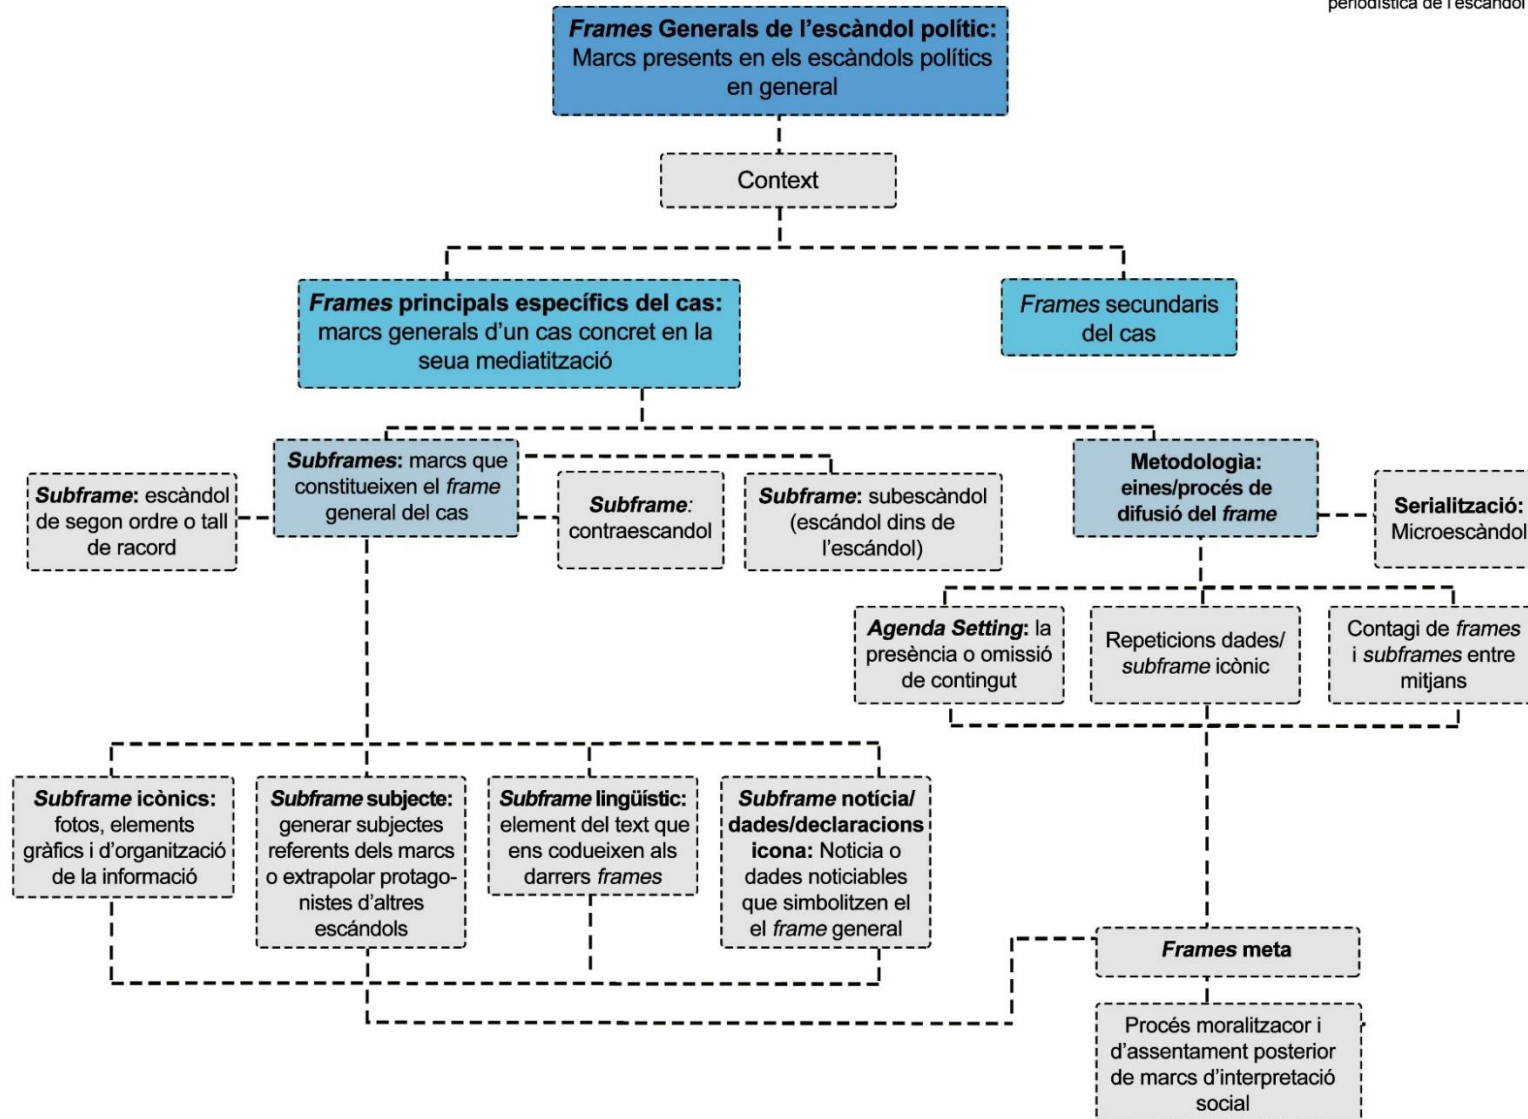 periodística de l'escàndol
Frames Generals de l'escàndol polític:
Marcs presents en els escàndols polítics
en general
Context
Frames principals específics del cas:
marcs generals d'un cas concret en la
seua mediatització
Frames secundaris
del cas
Subframe: escàndol
de segon ordre o tall
de racord
Subframes: marcs que
constitueixen el frame
general del cas
Subframe:
contraescandol
Subframe: subescàndol
(escándol dins de
l'escándol)
Metodologìa:
eines/procés de
difusió del frame
Serialització:
Microescàndol
Agenda Setting: la
presència o omissió
de contingut
Repeticions dades/
subframe icònic
Contagi de frames
i subframes entre
mitjans
Subframe icònics:
fotos, elements
gràfics i d'organització
de la informació
Subframe subjecte:
generar subjectes
referents dels marcs
o extrapolar protago-
nistes d'altres
escándols
Subframe lingüístic:
element del text que
ens codueixen als
darrers frames
Subframe notícia/
dades/declaracions
icona: Noticia o
dades noticiables
que simbolitzen el
el frame general
Frames meta
Procés moralitzacor i
d'assentament posterior
de marcs d'interpretació
social